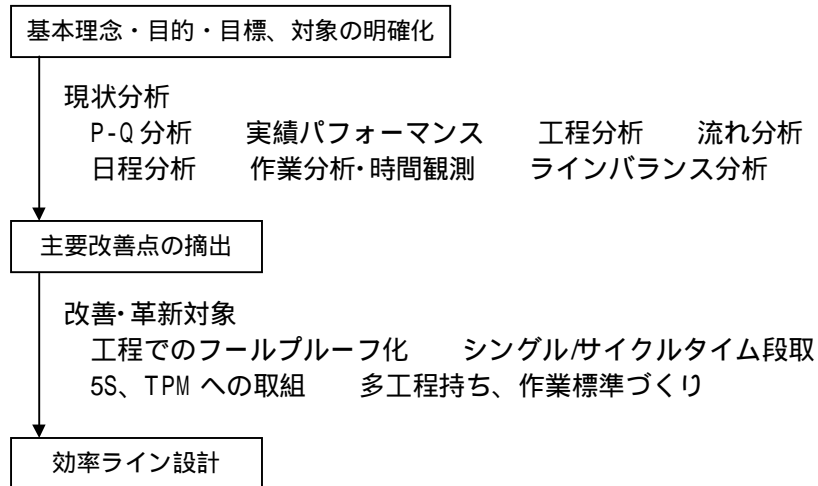 基本理念・目的・目標、対象の明確化
現状分析
P-Q分析　実績パフォーマンス　工程分析　流れ分析
日程分析　作業分析・時間観測　ラインバランス分析
主要改善点の摘出
改善・革新対象
工程でのフールプルーフ化　シングル/サイクルタイム段取
5S、TPM への取組　多工程持ち、作業標準づくり
効率ライン設計